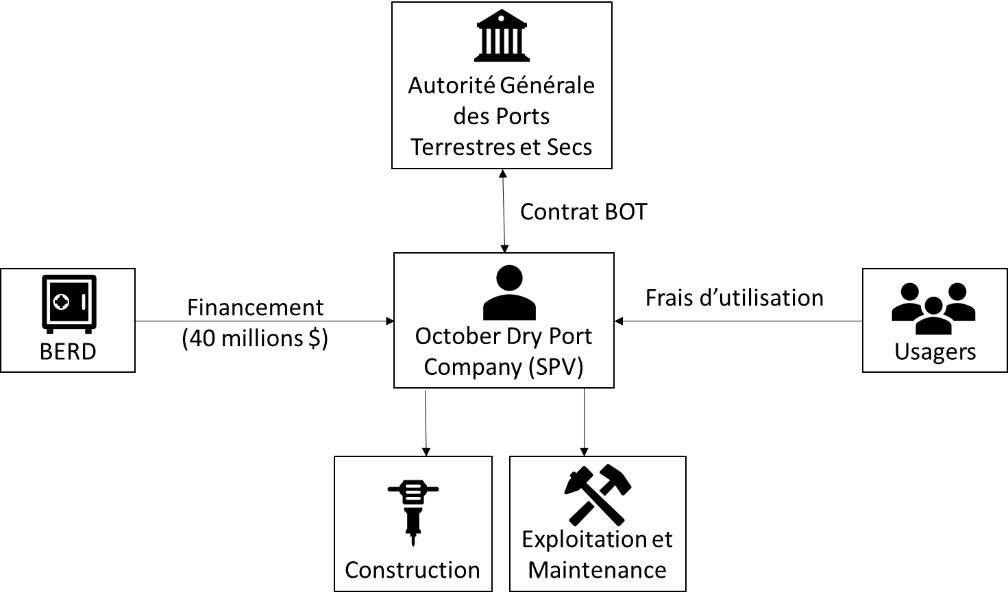 Autorité Générale
des Ports
Terrestres et Secs
Contrat BOT
Financement
(40 millions $)
Frais d’utilisation
BERD
October Dry Port
Company (SPV)
Usagers
Construction
Exploitation et
Maintenance